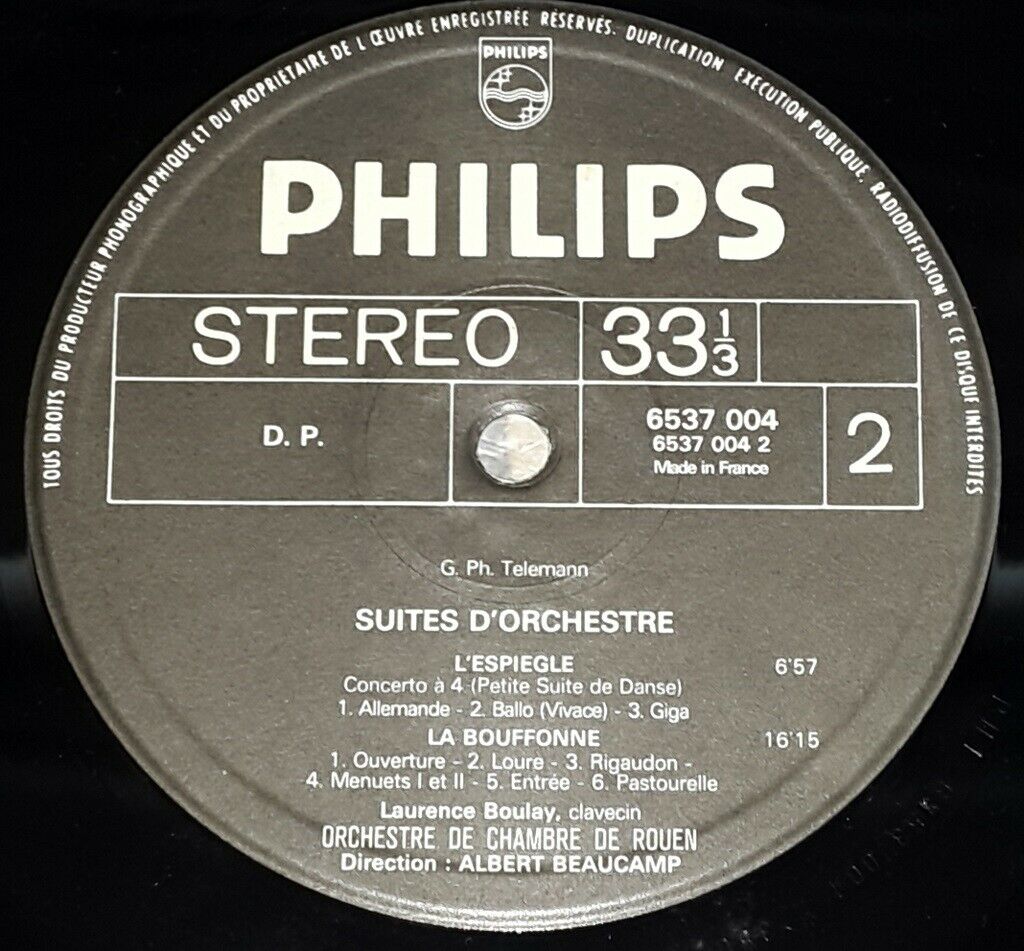 TOUS DROITS DU PRODUCTEUR PHONOGRAPHIQUE ET DU PROPRIETAIRE DE L'ŒUVRE ENREGISTREE RÉSERVÉS. DUPLICATION EXECUTION PUBLIQUE. RADIODIFFUSION DE CE DISQUE INTERDITES
PHILIPS
PHILIPS
STEREO 33 1/3
D. P.
6537 004
6537 004 2
Made in France
2
G. Ph. Telemann
SUITES D'ORCHESTRE
L'ESPIEGLE 6'57
Concerto à 4 (Petite Suite de Danse)
1. Allemande - 2. Ballo (Vivace) - 3. Giga
LA BOUFFONNE 16'15
1. Ouverture - 2. Loure - 3. Rigaudon -
4. Menuets I et II - 5. Entrée - 6. Pastourelle
Laurence Boulay, clavecin
ORCHESTRE DE CHAMBRE DE ROUEN
Direction : ALBERT BEAUCAMP